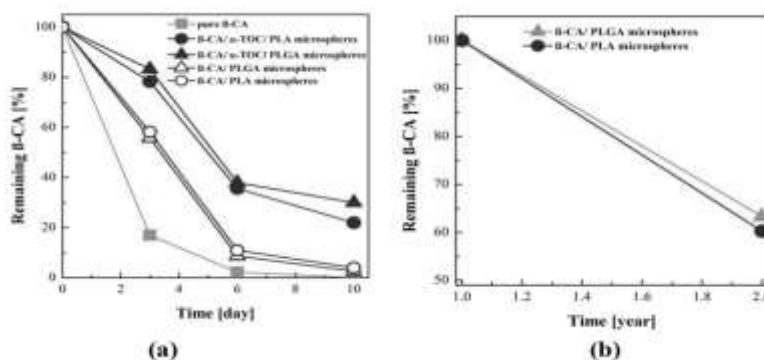 100
80
60
40
20
0
Remaining ß-CA [%]
pure ß-CA
ß-CA/ α-TOC/ PLA microspheres
ß-CA/ α-TOC/ PLGA microspheres
ß-CA/ PLGA microspheres
ß-CA/ PLA microspheres
0 2 4 6 8 10
Time [day]
(a)
100
90
80
70
60
50
Remaining ß-CA [%]
ß-CA/ PLGA microspheres
ß-CA/ PLA microspheres
1.0 1.2 1.4 1.6 1.8 2.0
Time [year]
(b)